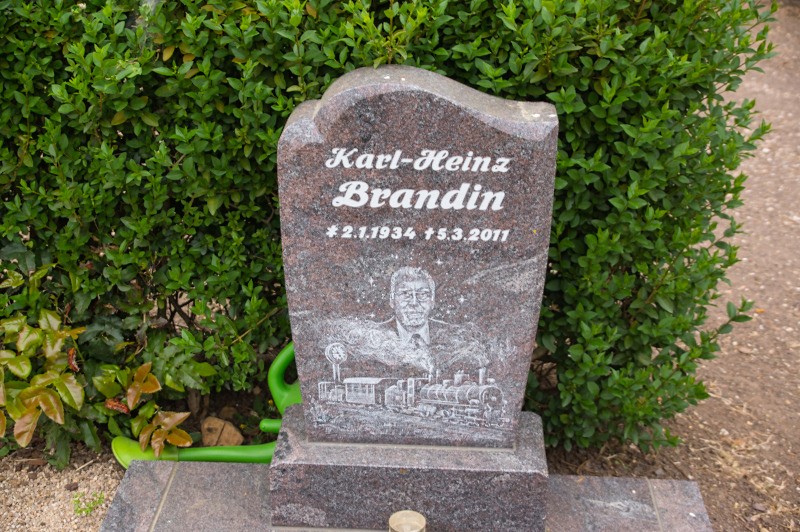 Karl-Heinz
Brandin
*2.1.1934 †5.3.2011